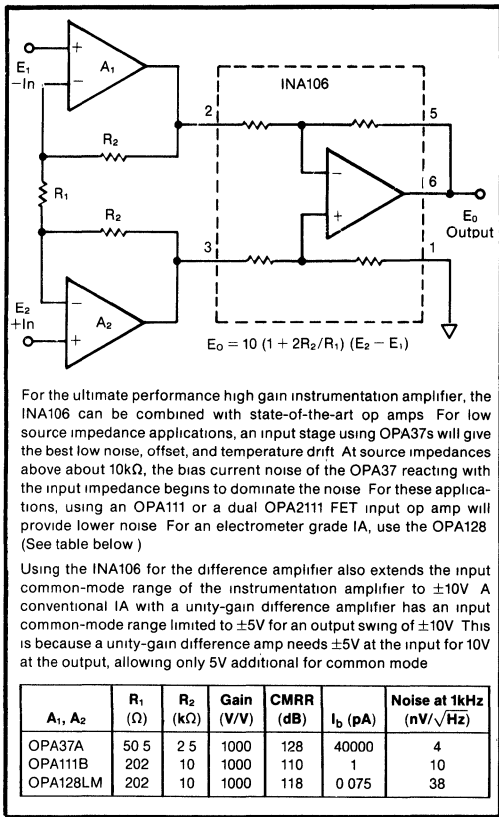 E₁
−In
A₁
+
−
R₂
R₁
R₂
E₂
+In
−
+
A₂
INA106
2
5
−
+
6
3
1
E₀
Output
E₀ = 10 (1 + 2R₂/R₁) (E₂ − E₁)
For the ultimate performance high gain instrumentation amplifier, the
INA106 can be combined with state-of-the-art op amps For low
source impedance applications, an input stage using OPA37s will give
the best low noise, offset, and temperature drift At source impedances
above about 10kΩ, the bias current noise of the OPA37 reacting with
the input impedance begins to dominate the noise For these applica-
tions, using an OPA111 or a dual OPA2111 FET input op amp will
provide lower noise For an electrometer grade IA, use the OPA128
(See table below )
Using the INA106 for the difference amplifier also extends the input
common-mode range of the instrumentation amplifier to ±10V A
conventional IA with a unity-gain difference amplifier has an input
common-mode range limited to ±5V for an output swing of ±10V This
is because a unity-gain difference amp needs ±5V at the input for 10V
at the output, allowing only 5V additional for common mode
A₁, A₂ R₁ (Ω) R₂ (kΩ) Gain (V/V) CMRR (dB) I_b (pA) Noise at 1kHz (nV/√Hz)
OPA37A 50 5 2 5 1000 128 40000 4
OPA111B 202 10 1000 110 1 10
OPA128LM 202 10 1000 118 0 075 38